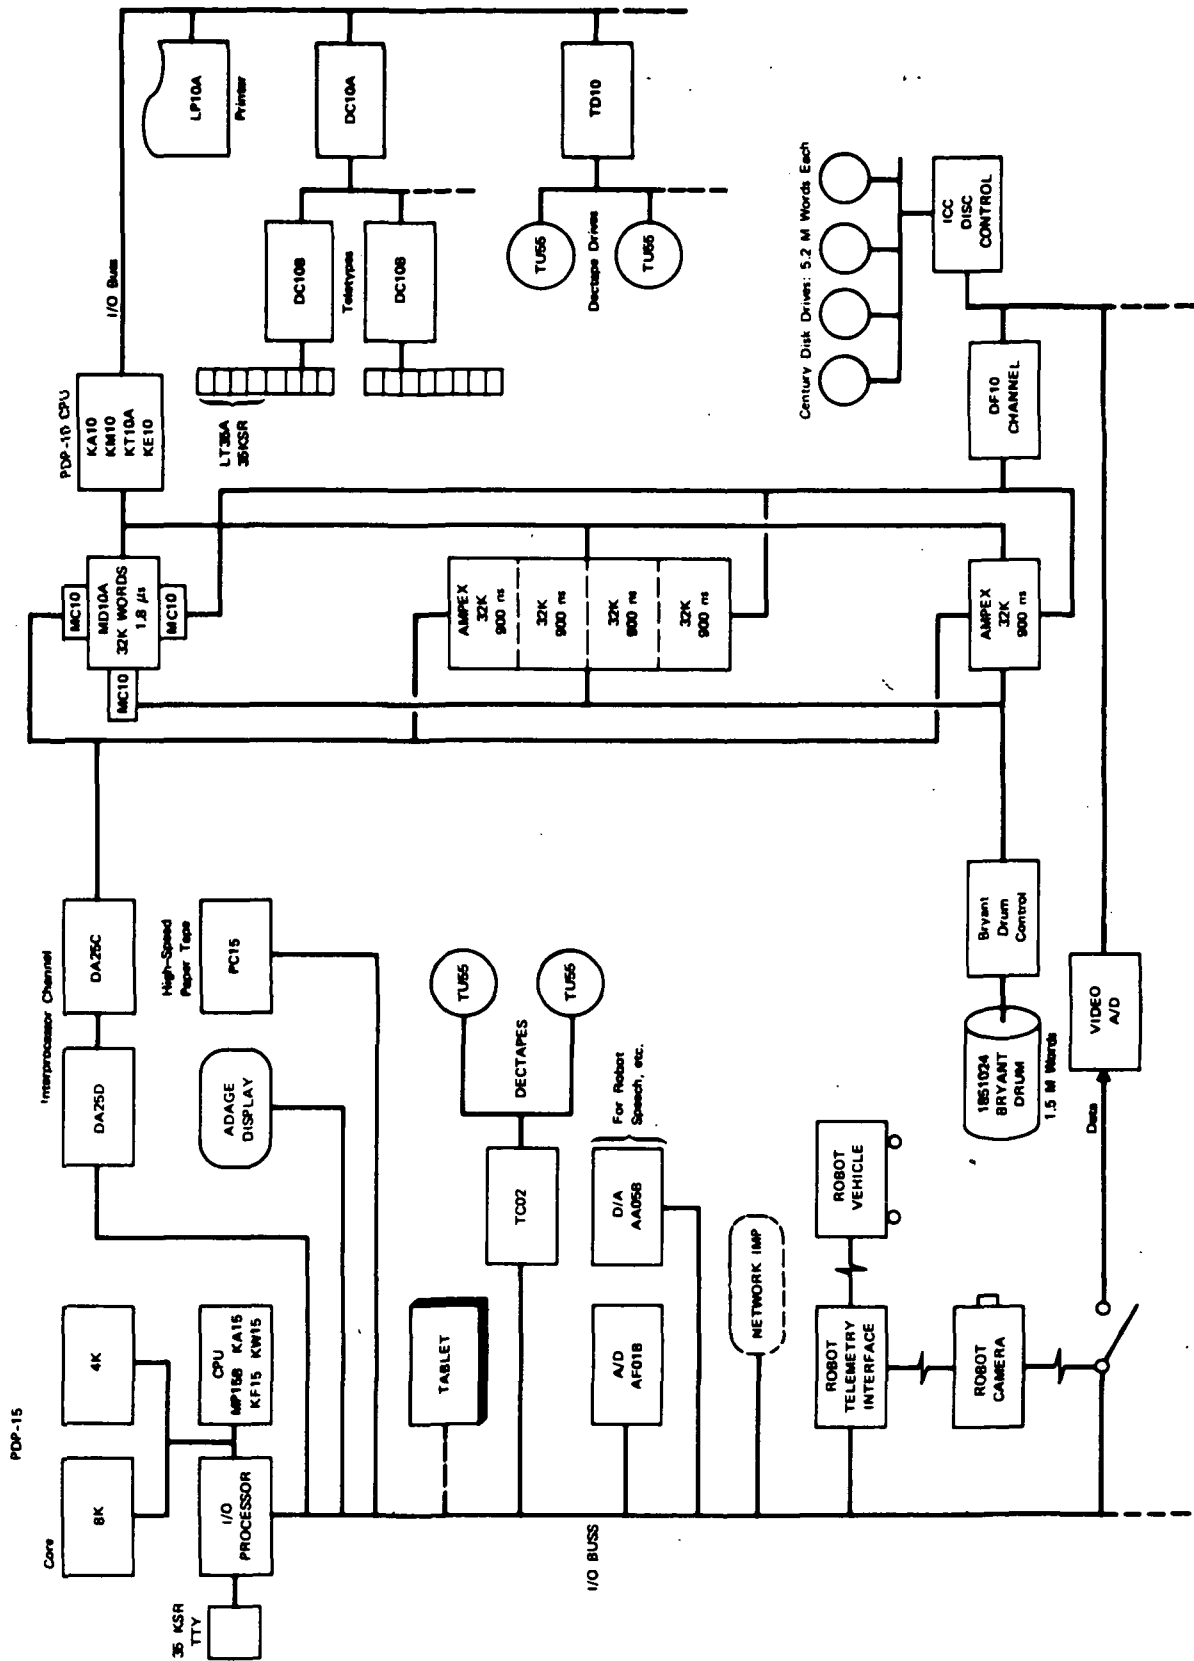 PDP-15
Core
8K
4K
35 KSR
TTY
I/O
PROCESSOR
CPU
MP15B KA15
KF15 KW15
Interprocessor Channel
DA25D
DA25C
ADAGE
DISPLAY
High-Speed
Paper Tape
PC15
TABLET
TC02
DECTAPES
TU55
TU55
I/O BUSS
A/D
AF01B
D/A
AA05B
For Robot
Speech, etc.
NETWORK IMP
ROBOT
TELEMETRY
INTERFACE
ROBOT
VEHICLE
ROBOT
CAMERA
Data
VIDEO
A/D
1851024
BRYANT
DRUM
1.5 M Words
Bryant
Drum
Control
MC10
MC10
MD10A
32K WORDS
1.8 μs
MC10
AMPEX
32K
900 ns
32K
900 ns
32K
900 ns
32K
900 ns
AMPEX
32K
900 ns
PDP-10 CPU
KA10
KM10
KT10A
KE10
I/O Buss
LP10A
Printer
LT35A
35KSR
DC10B
Teletypes
DC10B
DC10A
TU55
Dectape Drives
TU55
TD10
Century Disk Drives: 5.2 M Words Each
DF10
CHANNEL
ICC
DISC
CONTROL